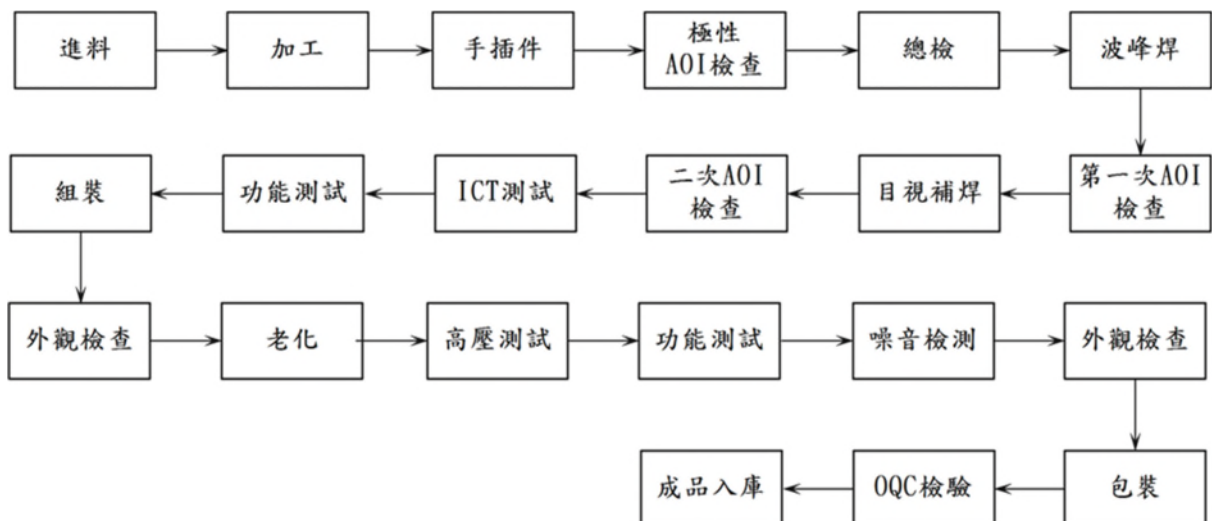 進料
加工
手插件
極性
AOI檢查
總檢
波峰焊
第一次AOI
檢查
目視補焊
二次AOI
檢查
ICT測試
功能測試
組裝
外觀檢查
老化
高壓測試
功能測試
噪音檢測
外觀檢查
包裝
OQC檢驗
成品入庫